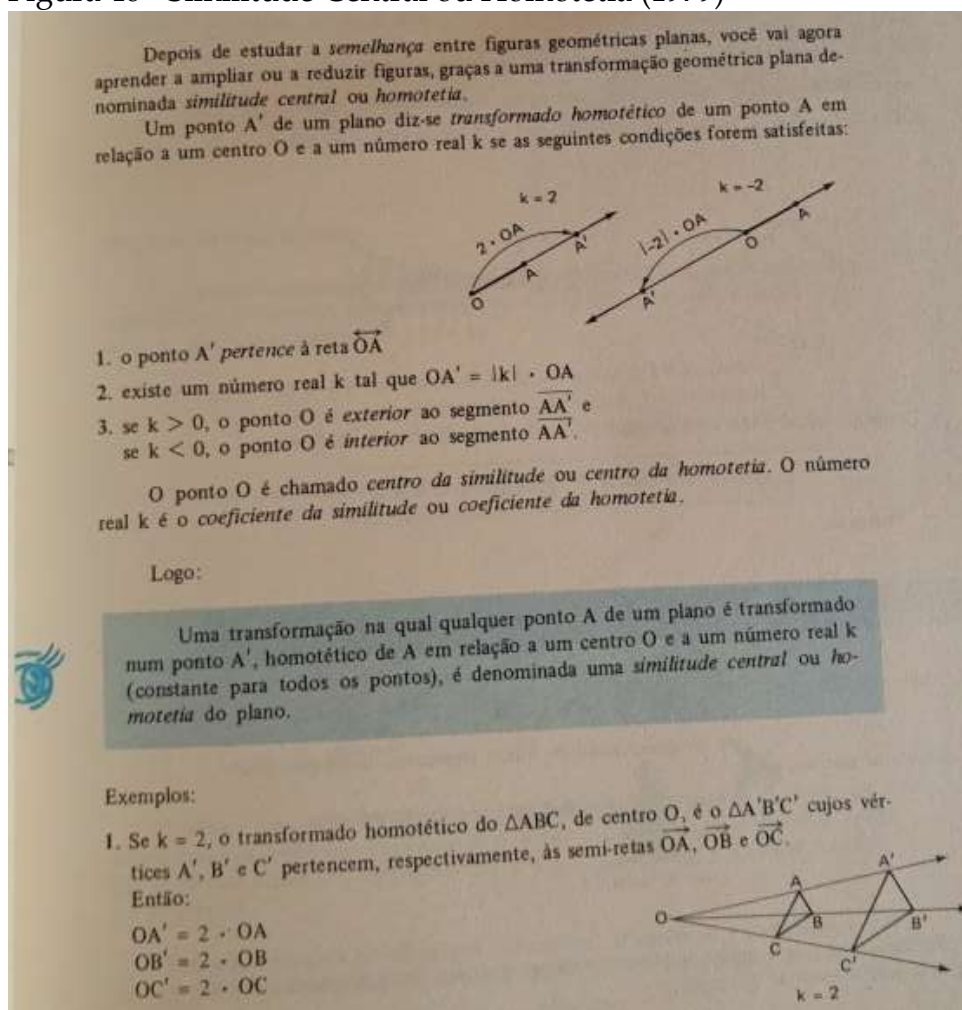 Depois de estudar a semelhança entre figuras geométricas planas, você vai agora
aprender a ampliar ou a reduzir figuras, graças a uma transformação geométrica plana de-
nominada similitude central ou homotetia.
Um ponto A' de um plano diz-se transformado homotético de um ponto A em
relação a um centro O e a um número real k se as seguintes condições forem satisfeitas:
k = 2
k = -2
2 · OA
A'
A
O
|-2| · OA
A
O
A'
1. o ponto A' pertence à reta OA
2. existe um número real k tal que OA' = |k| · OA
3. se k > 0, o ponto O é exterior ao segmento AA' e
se k < 0, o ponto O é interior ao segmento AA'.
O ponto O é chamado centro da similitude ou centro da homotetia. O número
real k é o coeficiente da similitude ou coeficiente da homotetia.
Logo:
Uma transformação na qual qualquer ponto A de um plano é transformado
num ponto A', homotético de A em relação a um centro O e a um número real k
(constante para todos os pontos), é denominada uma similitude central ou ho-
motetia do plano.
Exemplos:
1. Se k = 2, o transformado homotético do ΔABC, de centro O, é o ΔA'B'C' cujos vér-
tices A', B' e C' pertencem, respectivamente, às semi-retas OA, OB e OC.
Então:
OA' = 2 · OA
OB' = 2 · OB
OC' = 2 · OC
A'
A
O
B
B'
C
C'
k = 2